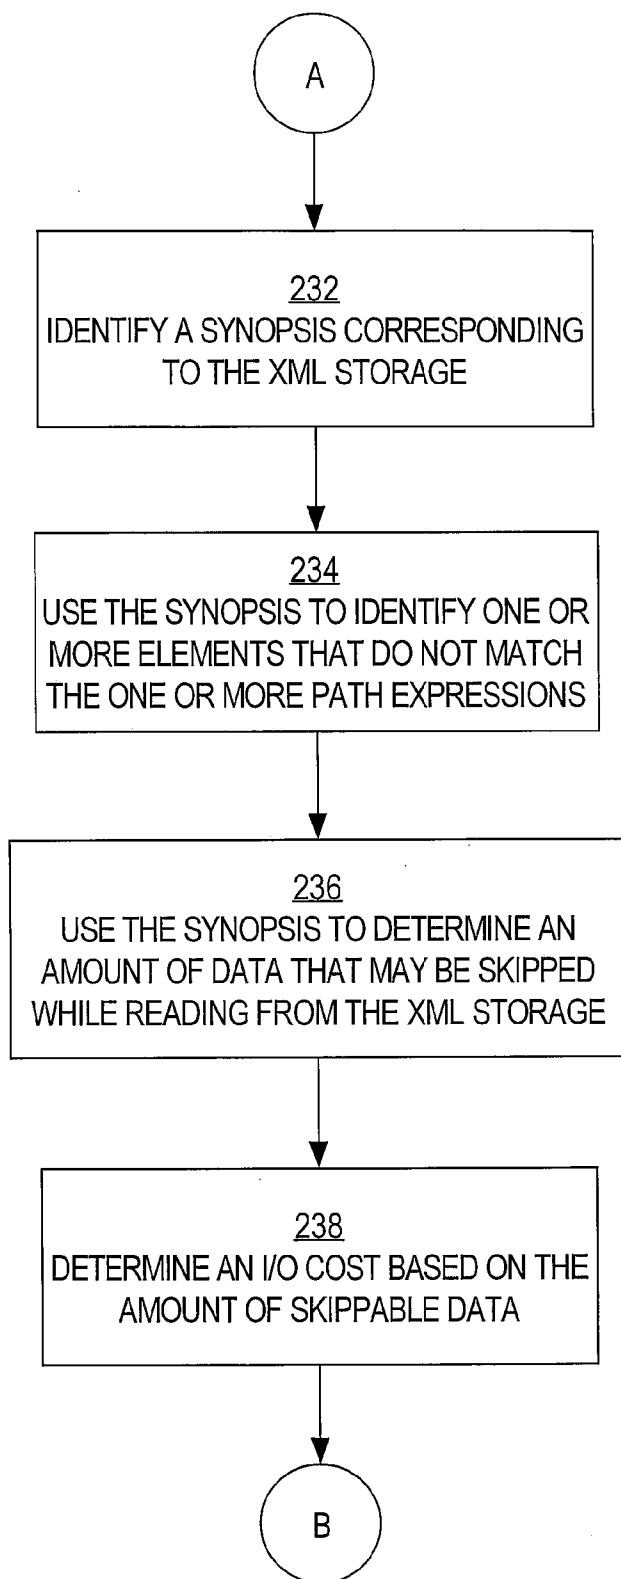 A
232
IDENTIFY A SYNOPSIS CORRESPONDING
TO THE XML STORAGE
234
USE THE SYNOPSIS TO IDENTIFY ONE OR
MORE ELEMENTS THAT DO NOT MATCH
THE ONE OR MORE PATH EXPRESSIONS
236
USE THE SYNOPSIS TO DETERMINE AN
AMOUNT OF DATA THAT MAY BE SKIPPED
WHILE READING FROM THE XML STORAGE
238
DETERMINE AN I/O COST BASED ON THE
AMOUNT OF SKIPPABLE DATA
B